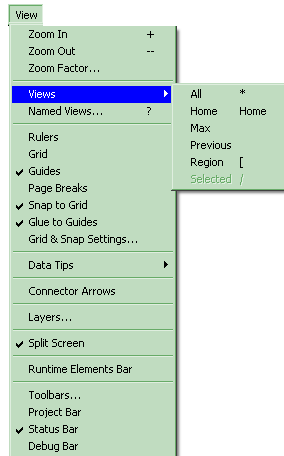 View
Zoom In +
Zoom Out --
Zoom Factor...
Views
Named Views... ?
Rulers
Grid
Guides
Page Breaks
Snap to Grid
Glue to Guides
Grid & Snap Settings...
Data Tips
Connector Arrows
Layers...
Split Screen
Runtime Elements Bar
Toolbars...
Project Bar
Status Bar
Debug Bar
All *
Home Home
Max
Previous
Region [
Selected /